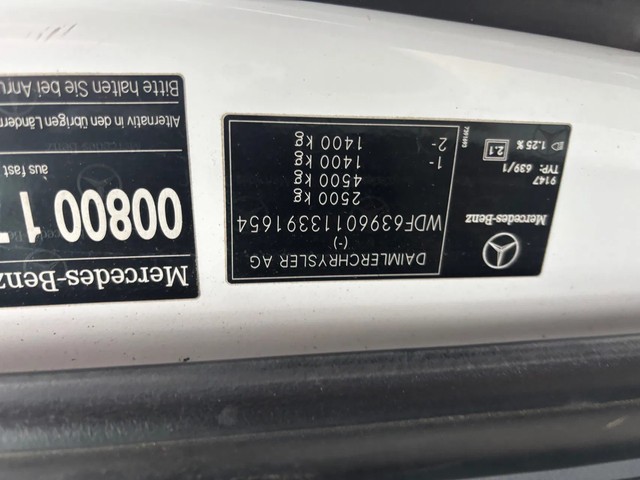 Mercedes-Benz
9147
TYP: 639/1
2.1
1.25 %
DAIMLERCHRYSLER AG
(-)
WDF63960113391654
2500 kg
4500 kg
1- 1400 kg
2- 1400 kg
Mercedes-Benz
00800 1
aus fast
Alternativ in den übrigen Ländern
Bitte halten Sie bei Anru